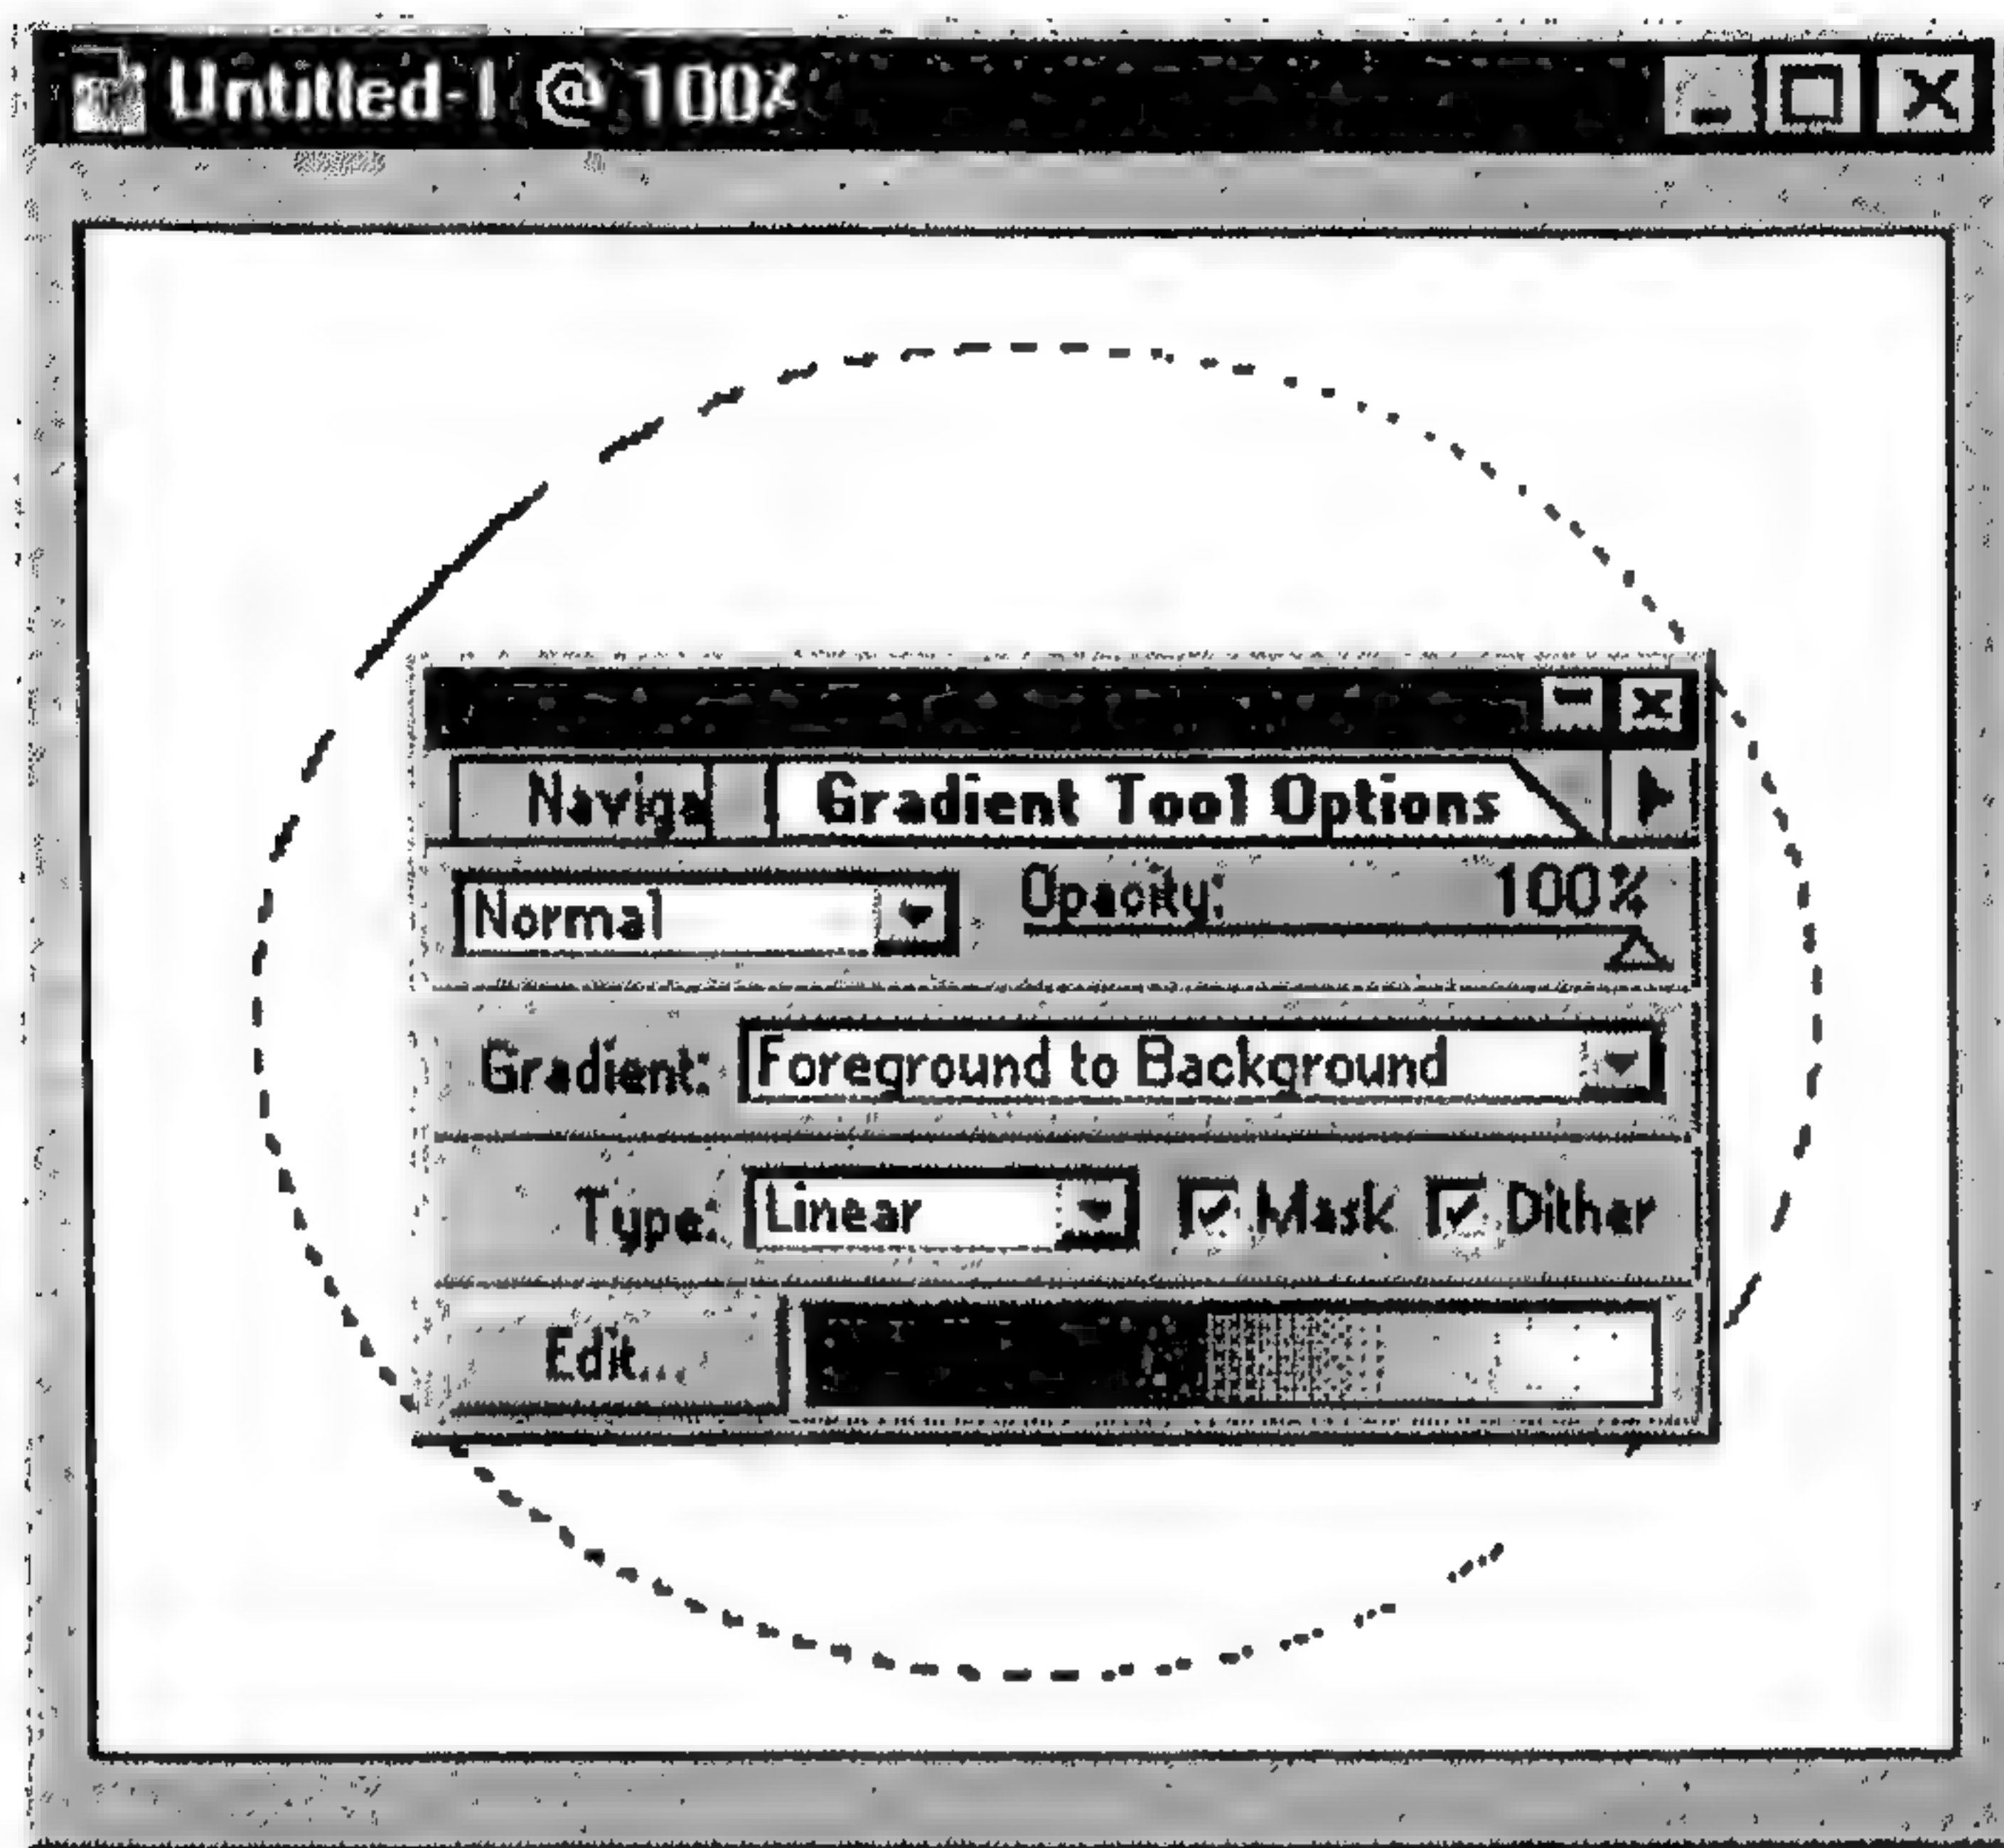 Untitled-1 @ 100%
Naviga Gradient Tool Options
Normal Opacity: 100%
Gradient: Foreground to Background
Type: Linear Mask Dither
Edit...